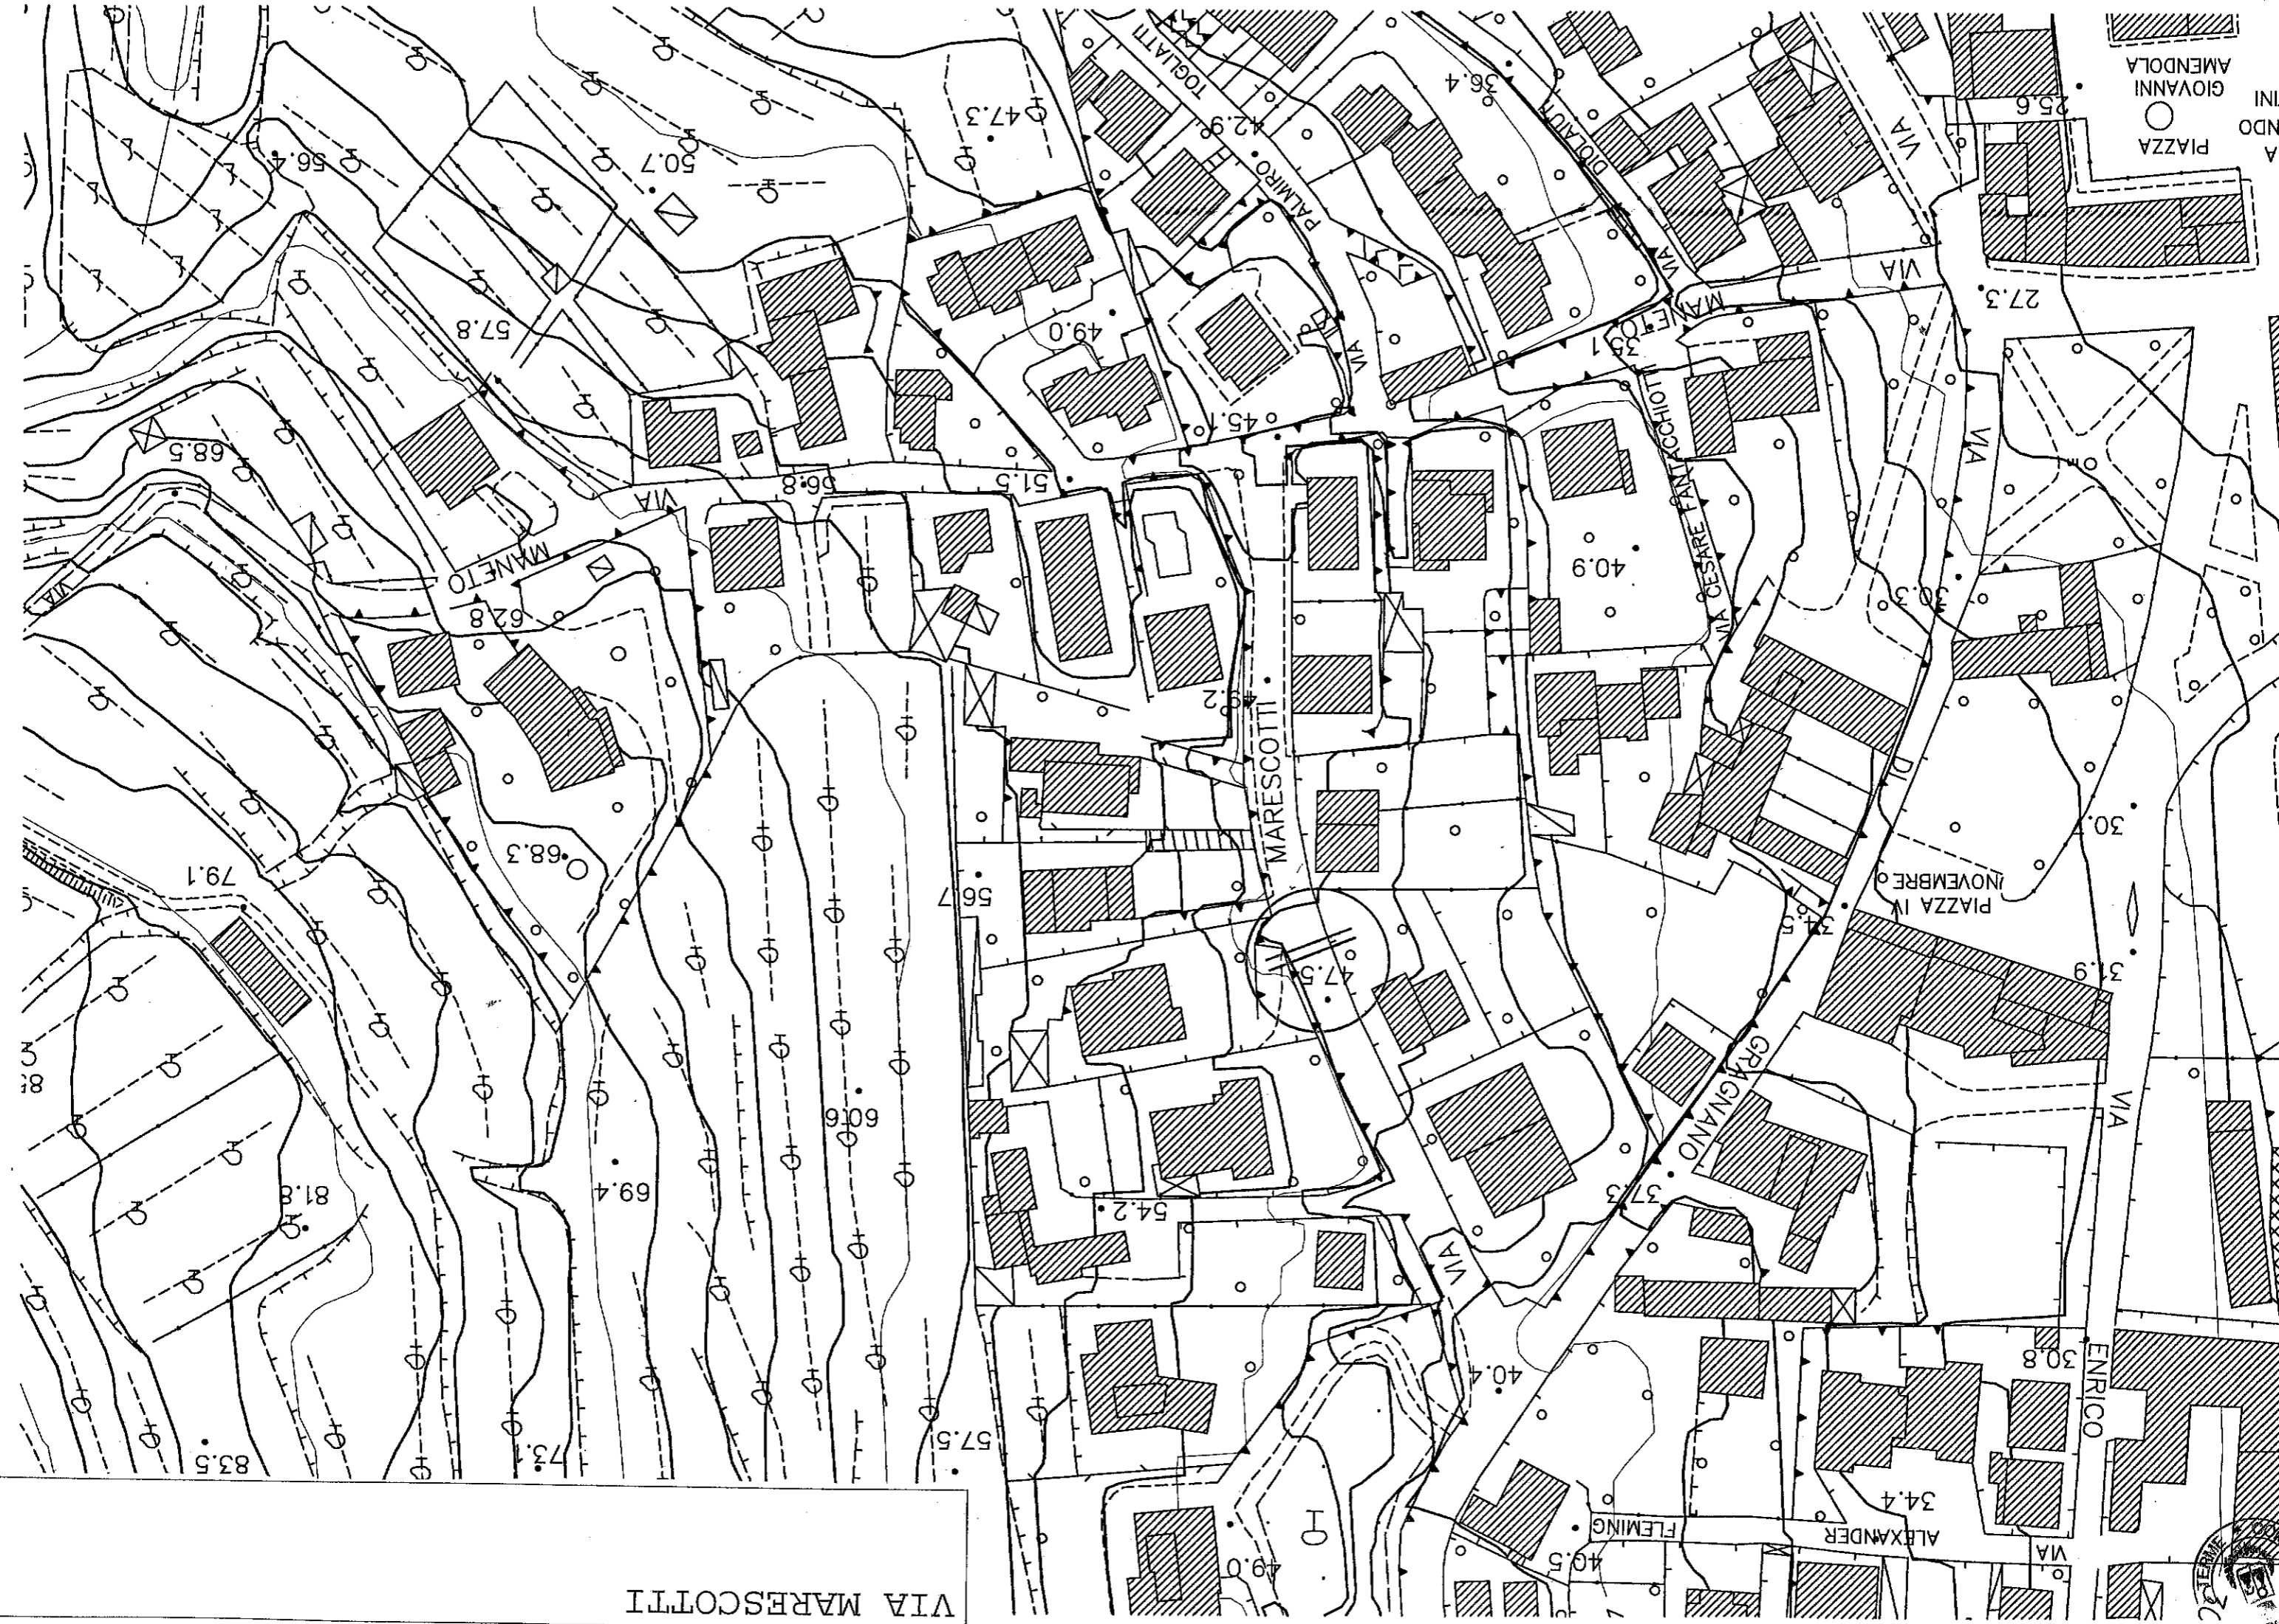 VIA MARESCOTTI
TOGLIATTI
PALMIRO
VIA
DI
VIA
VIA
PIAZZA
GIOVANNI
AMENDOLA
VIA
VIA
MANETO
VIA CESARE FANTACCHIOTTI
VIA
MANETO
VIA
VIA
MARESCOTTI
VIA
VIA
DI
GRAGNANO
PIAZZA IV
NOVEMBRE
VIA
ENRICO
VIA
ALEXANDER
FLEMING
TERME
47.3
42.9
36.4
25.6
56.4
50.7
57.8
49.0
35.1
27.3
45.1
68.5
56.8
51.5
62.8
40.9
30.3
49.2
68.3
79.1
56.7
34.5
47.5
31.9
60.6
69.4
81.8
54.2
37.3
40.4
30.8
57.5
73.1
83.5
34.4
49.0
40.5